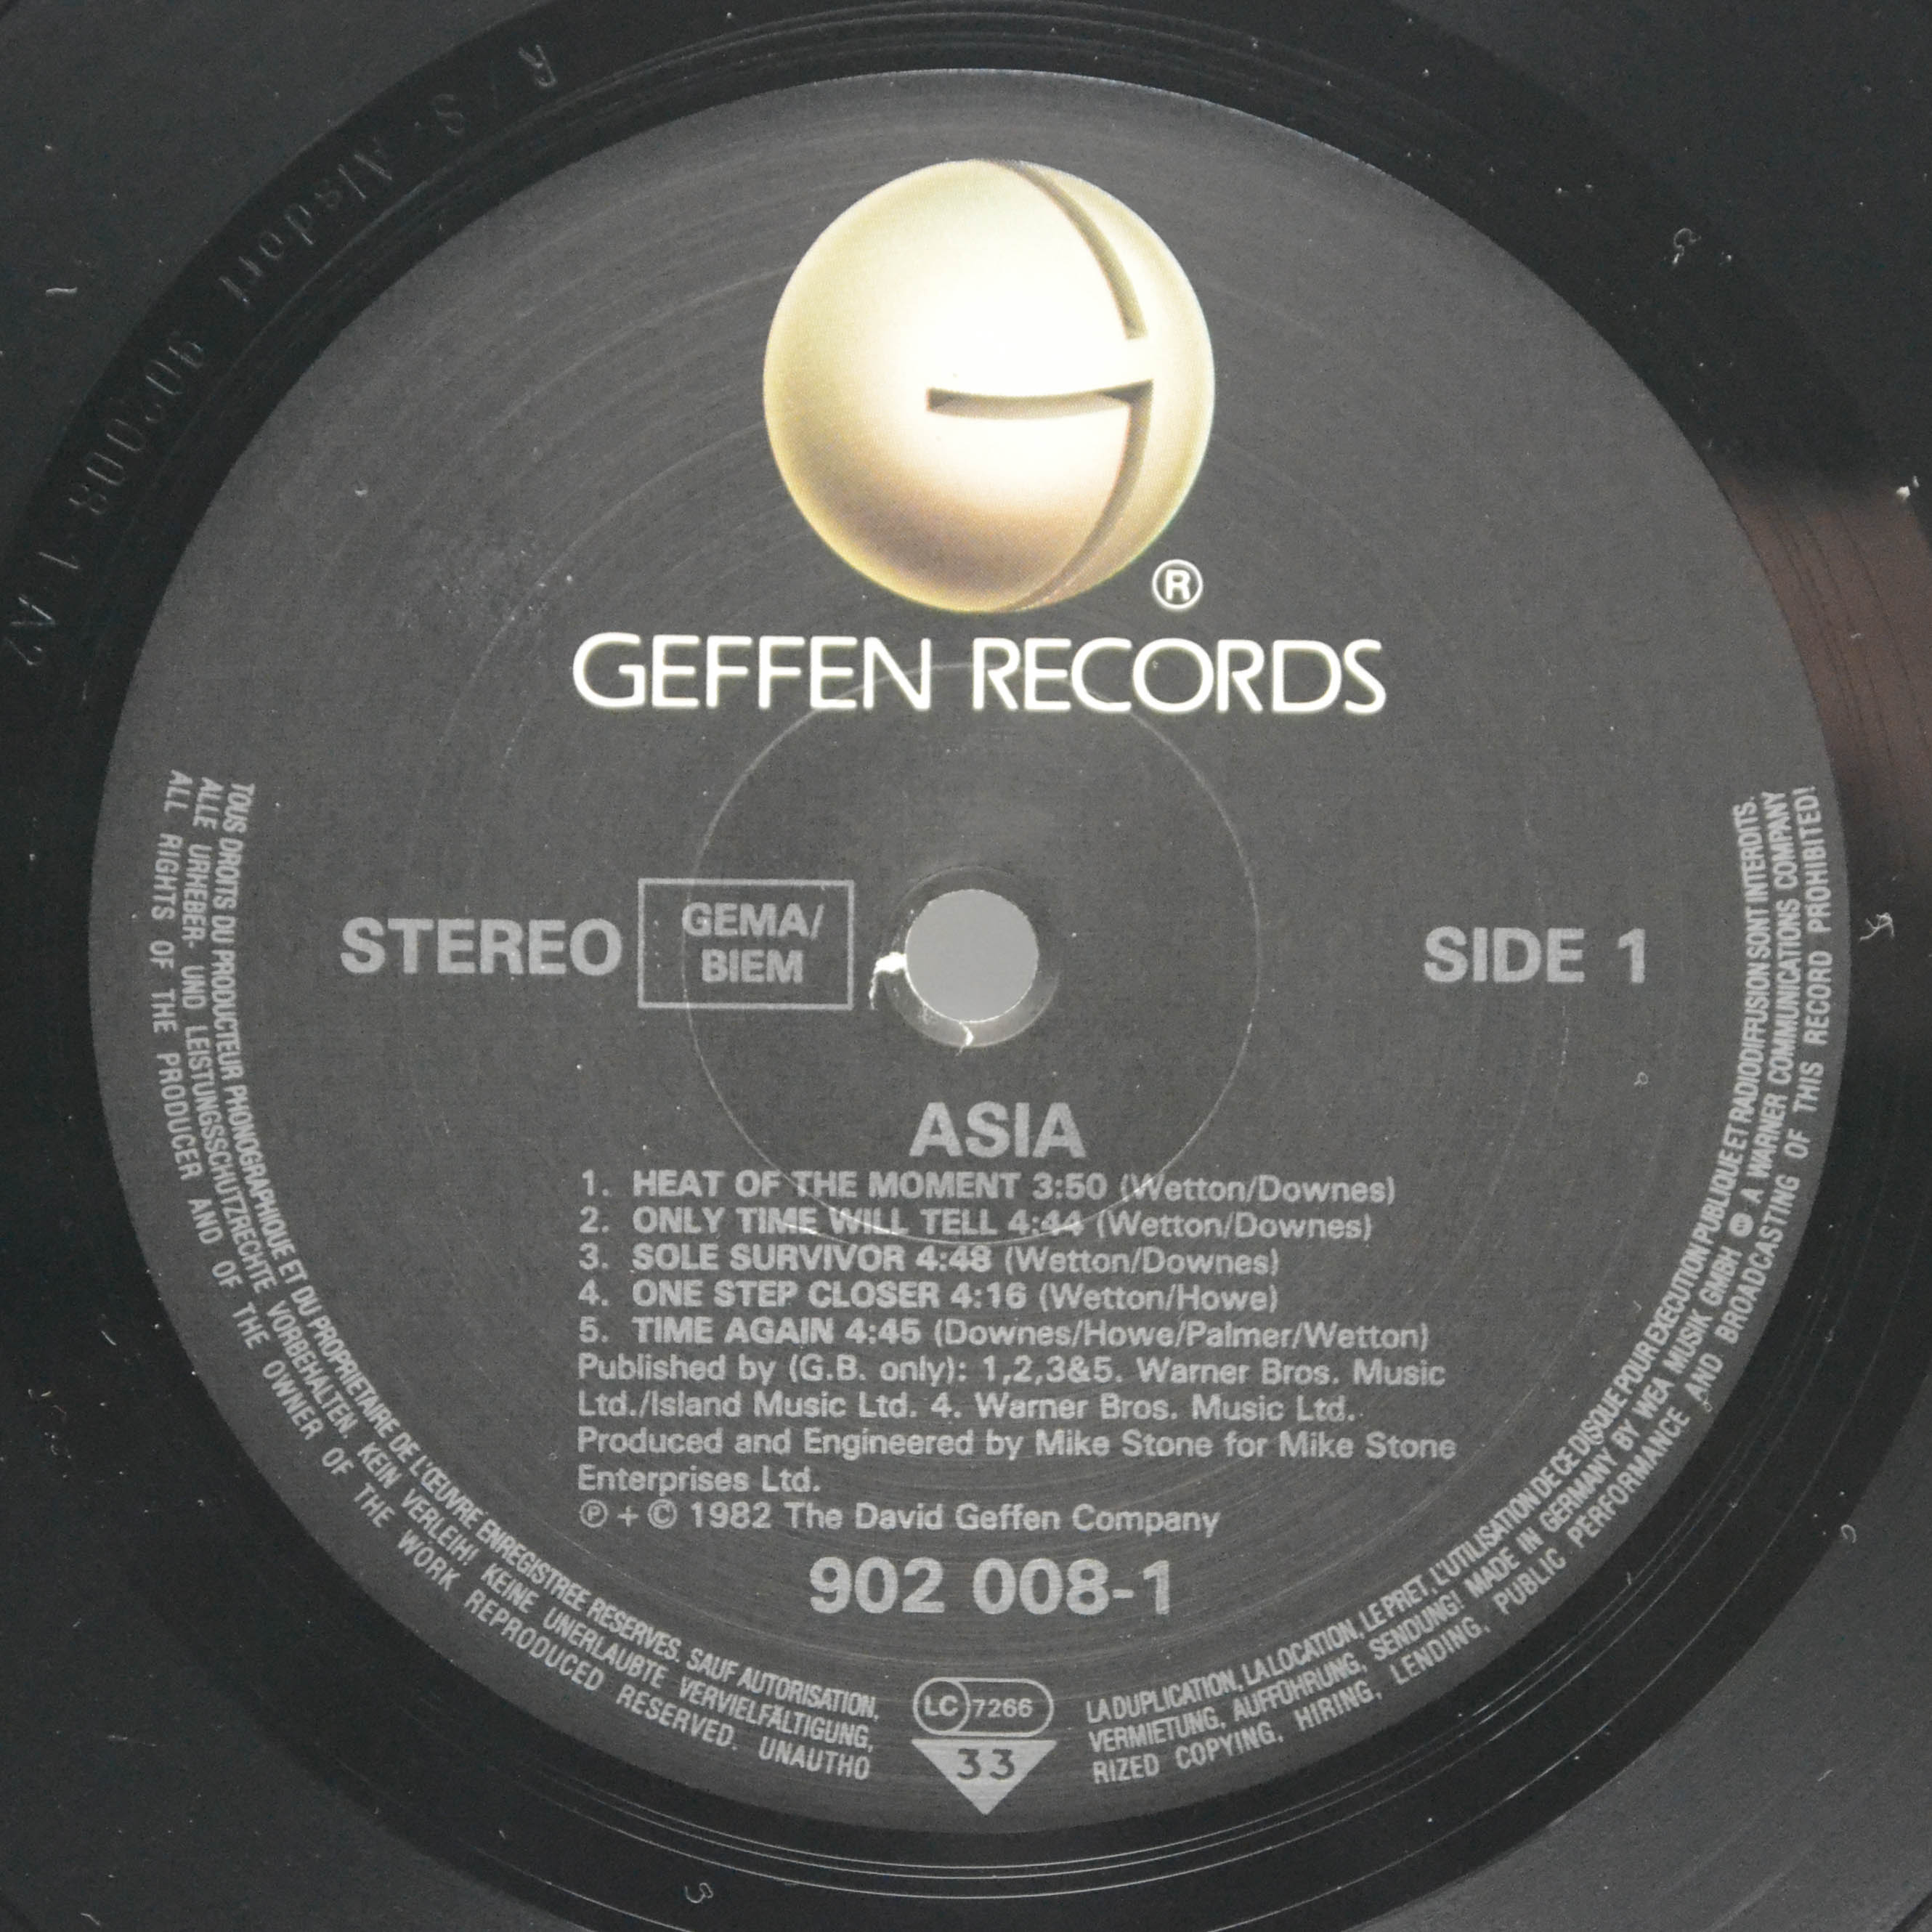 R / S. Alsdorf 902008-1 A2
®
GEFFEN RECORDS
STEREO
GEMA/
BIEM
SIDE 1
ASIA
1. HEAT OF THE MOMENT 3:50 (Wetton/Downes)
2. ONLY TIME WILL TELL 4:44 (Wetton/Downes)
3. SOLE SURVIVOR 4:48 (Wetton/Downes)
4. ONE STEP CLOSER 4:16 (Wetton/Howe)
5. TIME AGAIN 4:45 (Downes/Howe/Palmer/Wetton)
Published by (G.B. only): 1,2,3&5. Warner Bros. Music
Ltd./Island Music Ltd. 4. Warner Bros. Music Ltd.
Produced and Engineered by Mike Stone for Mike Stone
Enterprises Ltd.
℗ + © 1982 The David Geffen Company
902 008-1
LC 7266
33
TOUS DROITS DU PRODUCTEUR PHONOGRAPHIQUE ET DU PROPRIETAIRE DE L'ŒUVRE ENREGISTREE RESERVES. SAUF AUTORISATION, LA DUPLICATION, LA LOCATION, LE PRET, L'UTILISATION DE CE DISQUE POUR EXECUTION PUBLIQUE ET RADIODIFFUSION SONT INTERDITS.
ALLE URHEBER- UND LEISTUNGSSCHUTZRECHTE VORBEHALTEN. KEIN VERLEIH! KEINE UNERLAUBTE VERVIELFÄLTIGUNG, VERMIETUNG, AUFFÜHRUNG, SENDUNG! MADE IN GERMANY BY WEA MUSIK GMBH A WARNER COMMUNICATIONS COMPANY
ALL RIGHTS OF THE PRODUCER AND OF THE OWNER OF THE WORK REPRODUCED RESERVED. UNAUTHORIZED COPYING, HIRING, LENDING, PUBLIC PERFORMANCE AND BROADCASTING OF THIS RECORD PROHIBITED!